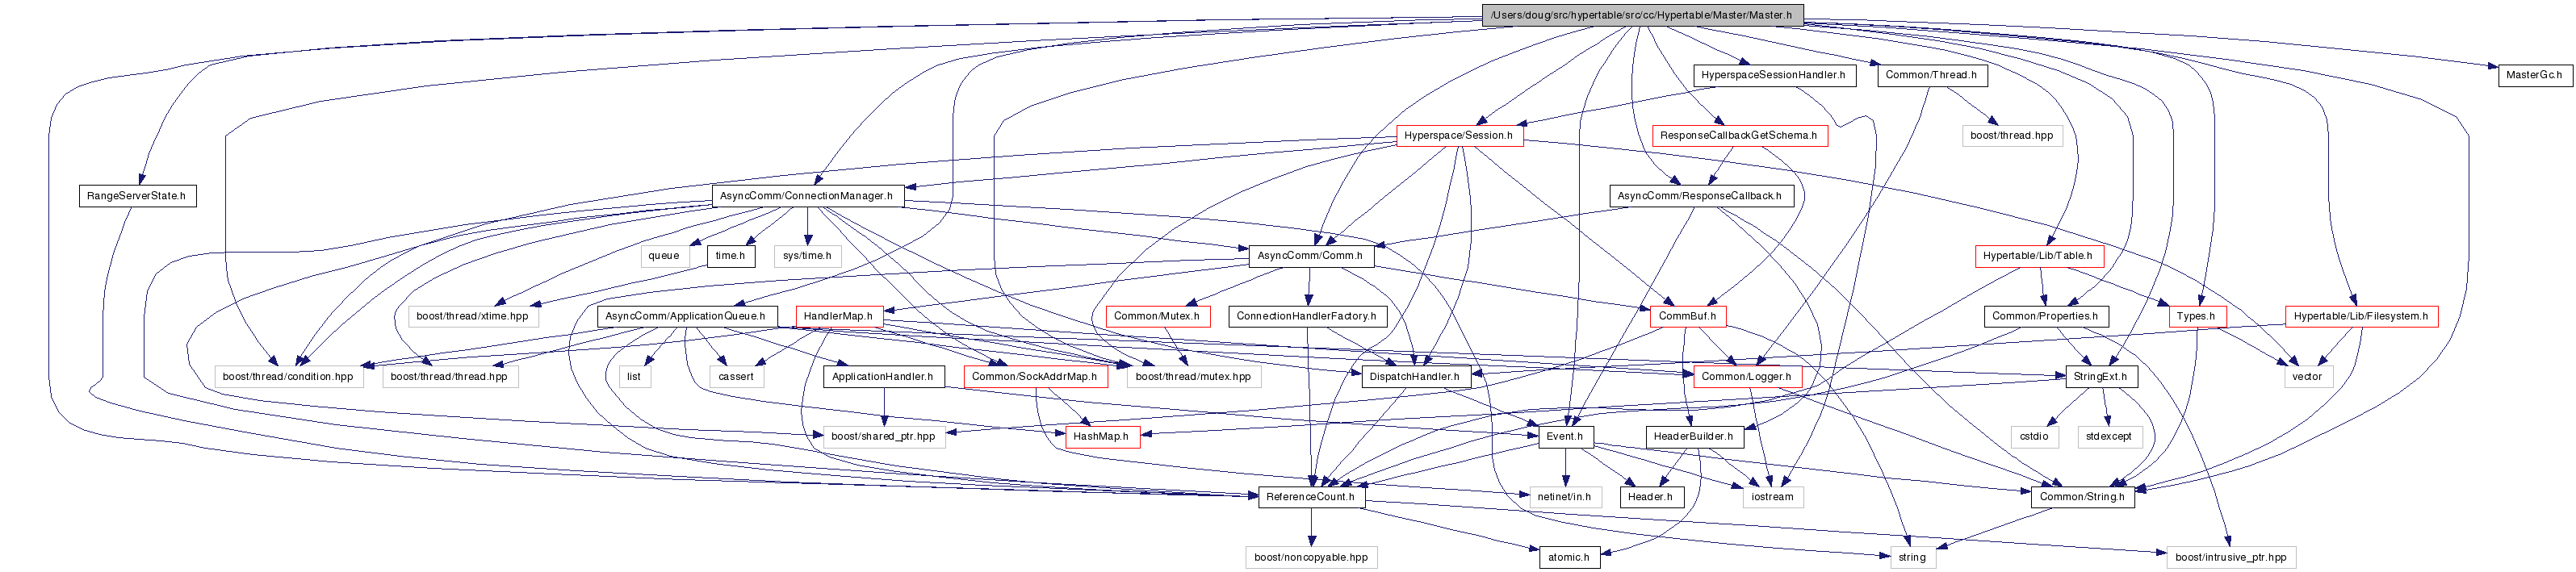 /Users/doug/src/hypertable/src/cc/Hypertable/Master/Master.h
HyperspaceSessionHandler.h
Common/Thread.h
MasterGc.h
Hyperspace/Session.h
ResponseCallbackGetSchema.h
boost/thread.hpp
RangeServerState.h
AsyncComm/ConnectionManager.h
AsyncComm/ResponseCallback.h
queue
time.h
sys/time.h
AsyncComm/Comm.h
Hypertable/Lib/Table.h
boost/thread/xtime.hpp
AsyncComm/ApplicationQueue.h
HandlerMap.h
Common/Mutex.h
ConnectionHandlerFactory.h
CommBuf.h
Common/Properties.h
Types.h
Hypertable/Lib/Filesystem.h
boost/thread/condition.hpp
boost/thread/thread.hpp
list
cassert
ApplicationHandler.h
Common/SockAddrMap.h
boost/thread/mutex.hpp
DispatchHandler.h
Common/Logger.h
StringExt.h
vector
boost/shared_ptr.hpp
HashMap.h
Event.h
HeaderBuilder.h
cstdio
stdexcept
ReferenceCount.h
netinet/in.h
Header.h
iostream
Common/String.h
boost/noncopyable.hpp
atomic.h
string
boost/intrusive_ptr.hpp